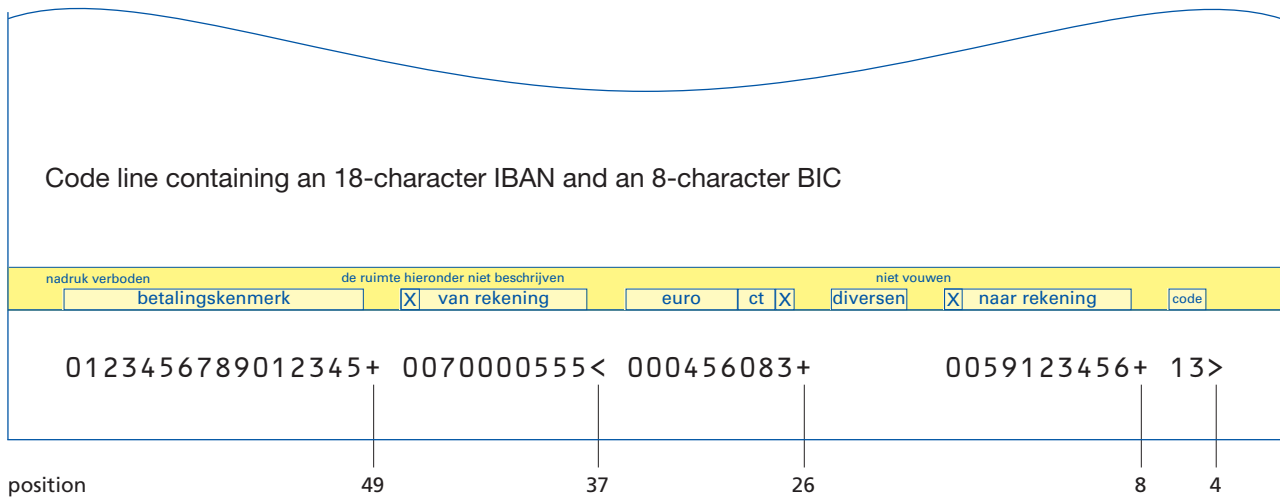 Code line containing an 18-character IBAN and an 8-character BIC
nadruk verboden de ruimte hieronder niet beschrijven niet vouwen
betalingskenmerk X van rekening euro ct X diversen X naar rekening code
0123456789012345+ 0070000555< 000456083+ 0059123456+ 13>
position 49 37 26 8 4